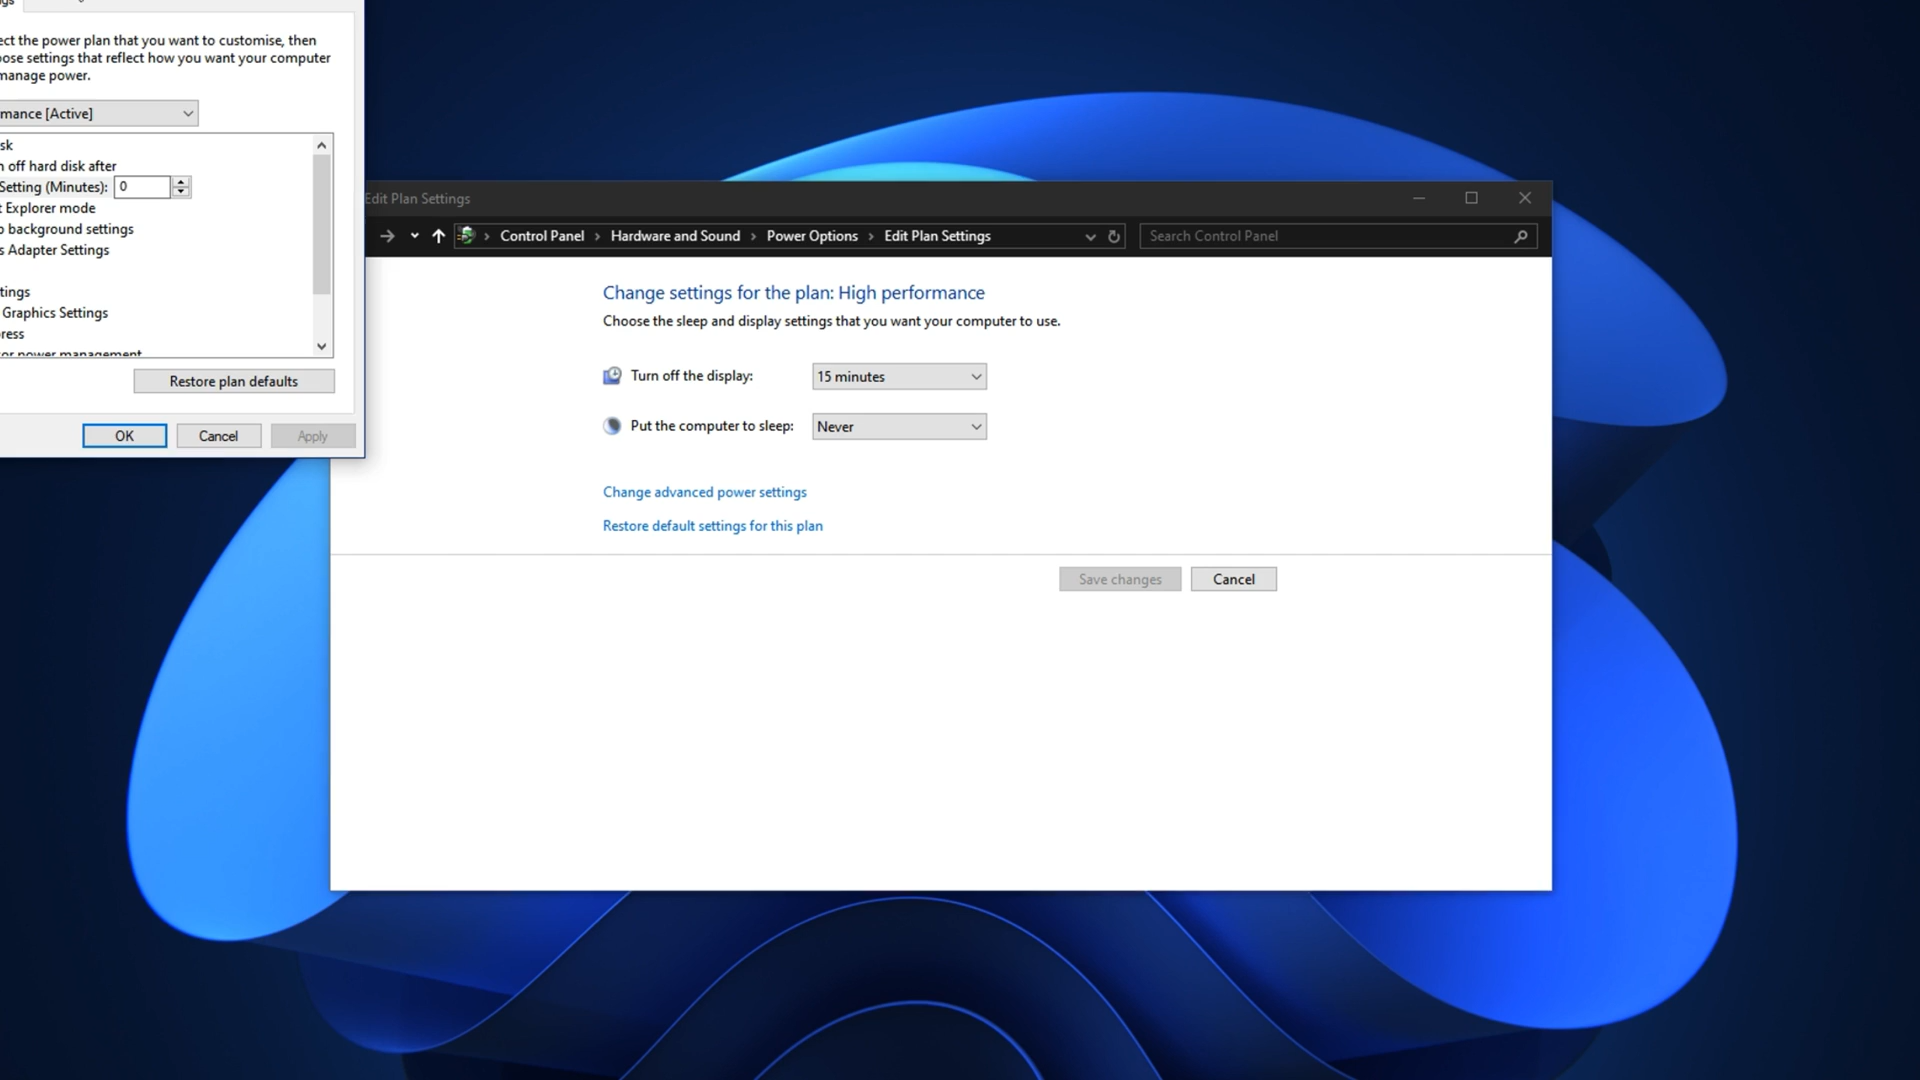 ect the power plan that you want to customise, then
ose settings that reflect how you want your computer
manage power.
mance [Active]
sk
n off hard disk after
Setting (Minutes): 0
t Explorer mode
p background settings
s Adapter Settings
tings
Graphics Settings
ress
or power management
Restore plan defaults
OK
Cancel
Apply
Edit Plan Settings
Control Panel > Hardware and Sound > Power Options > Edit Plan Settings
Search Control Panel
Change settings for the plan: High performance
Choose the sleep and display settings that you want your computer to use.
Turn off the display: 15 minutes
Put the computer to sleep: Never
Change advanced power settings
Restore default settings for this plan
Save changes
Cancel